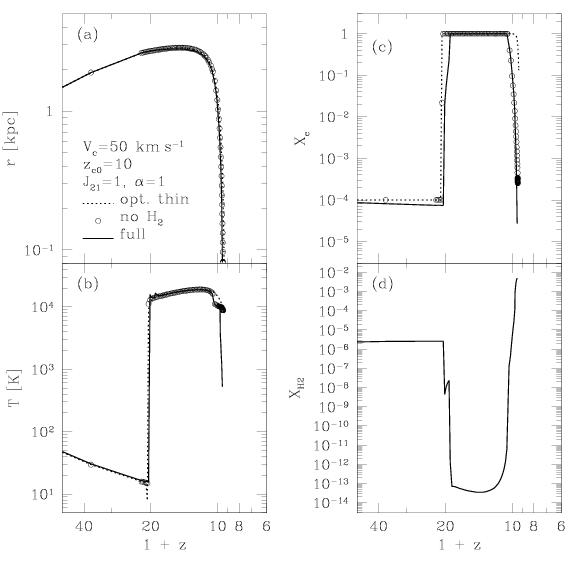 (a)
r [kpc]
1
10⁻¹
V_c=50 km s⁻¹
z_c0=10
J_21=1, α=1
opt. thin
no H_2
full
(b)
T [K]
10⁴
10³
10²
10¹
40
20
10
8
6
1 + z
(c)
X_e
1
10⁻¹
10⁻²
10⁻³
10⁻⁴
10⁻⁵
(d)
X_H2
10⁻²
10⁻³
10⁻⁴
10⁻⁵
10⁻⁶
10⁻⁷
10⁻⁸
10⁻⁹
10⁻¹⁰
10⁻¹¹
10⁻¹²
10⁻¹³
10⁻¹⁴
40
20
10
8
6
1 + z